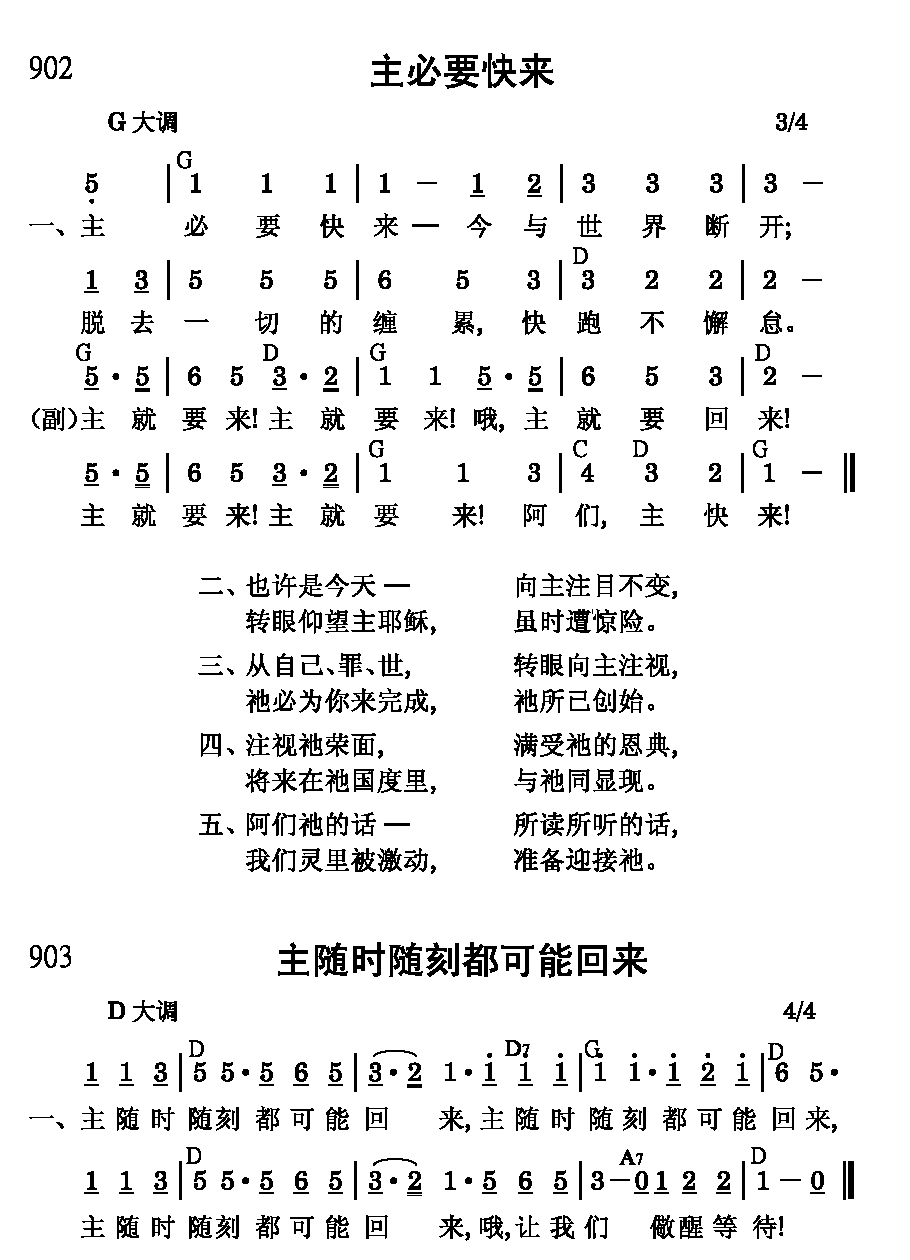 902 主必要快来
G 大调 3/4
G
5 | 1 1 1 | 1 － 1 2 | 3 3 3 | 3 －
一、主 必 要 快 来 — 今 与 世 界 断 开;
D
1 3 | 5 5 5 | 6 5 3 | 3 2 2 | 2 －
脱 去 一 切 的 缠 累, 快 跑 不 懈 怠。
G D G D
5 · 5 | 6 5 3 · 2 | 1 1 5 · 5 | 6 5 3 | 2 －
(副)主 就 要 来! 主 就 要 来! 哦, 主 就 要 回 来!
G C D G
5 · 5 | 6 5 3 · 2 | 1 1 3 | 4 3 2 | 1 － ‖
主 就 要 来! 主 就 要 来! 阿 们, 主 快 来!
二、也许是今天 — 向主注目不变,
转眼仰望主耶稣, 虽时遭惊险。
三、从自己、罪、世, 转眼向主注视,
祂必为你来完成, 祂所已创始。
四、注视祂荣面, 满受祂的恩典,
将来在祂国度里, 与祂同显现。
五、阿们祂的话 — 所读所听的话,
我们灵里被激动, 准备迎接祂。
903 主随时随刻都可能回来
D 大调 4/4
D D7 G D
1 1 3 | 5 5 · 5 6 5 | 3 · 2 1 · 1 1 1 | 1 1 · 1 2 1 | 6 5 ·
一、主 随 时 随刻 都 可 能 回 来, 主 随 时 随 刻 都 可 能 回 来,
D A7 D
1 1 3 | 5 5 · 5 6 5 | 3 · 2 1 · 5 6 5 | 3 － 0 1 2 2 | 1 － 0 ‖
主 随 时 随刻 都 可 能 回 来, 哦, 让 我 们 儆 醒 等 待!